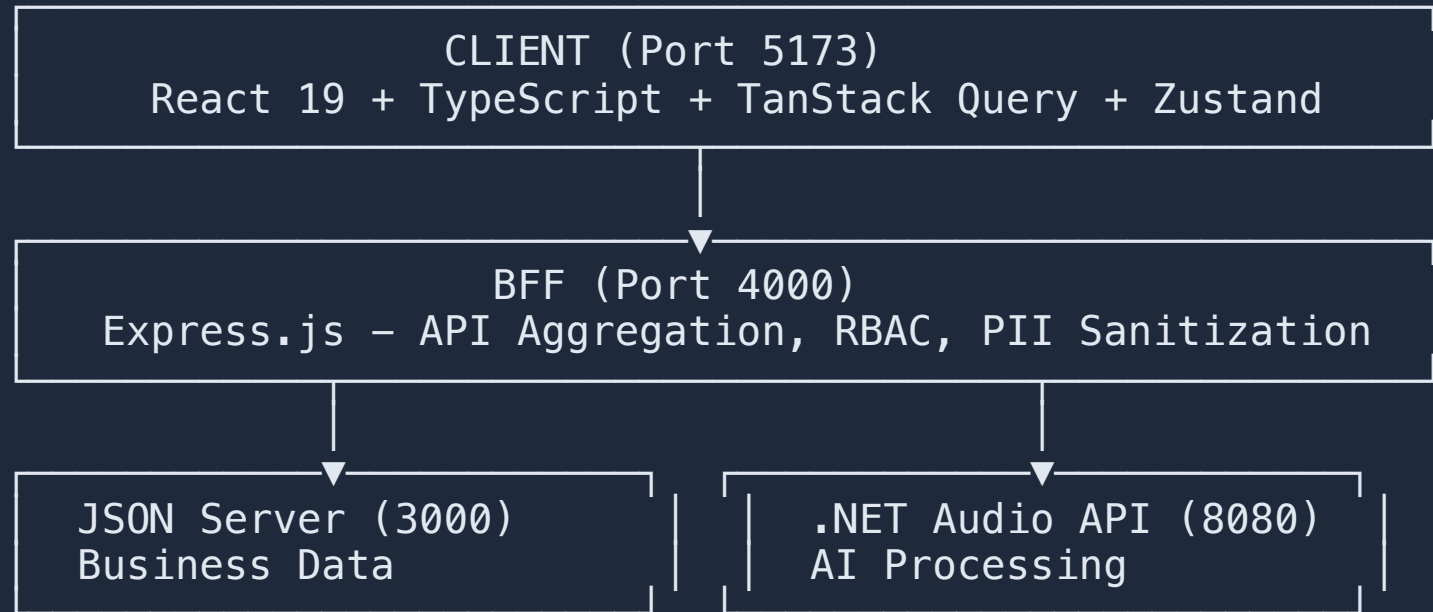 CLIENT (Port 5173)
React 19 + TypeScript + TanStack Query + Zustand
BFF (Port 4000)
Express.js – API Aggregation, RBAC, PII Sanitization
JSON Server (3000)
Business Data
.NET Audio API (8080)
AI Processing